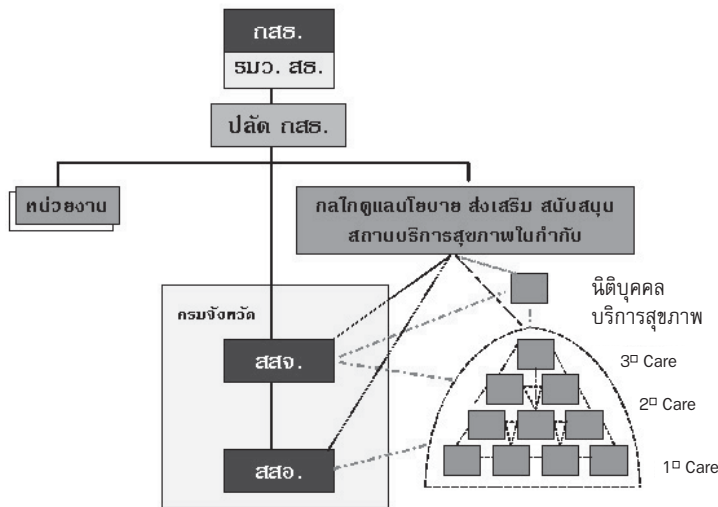 กสธ.
รมว. สธ.
ปลัด กสธ.
หน่วยงาน
กลไกดูแลนโยบาย ส่งเสริม สนับสนุน
สถานบริการสุขภาพในกำกับ
นิติบุคคล
บริการสุขภาพ
กรมจังหวัด
สสจ.
3º Care
2º Care
สสอ.
1º Care